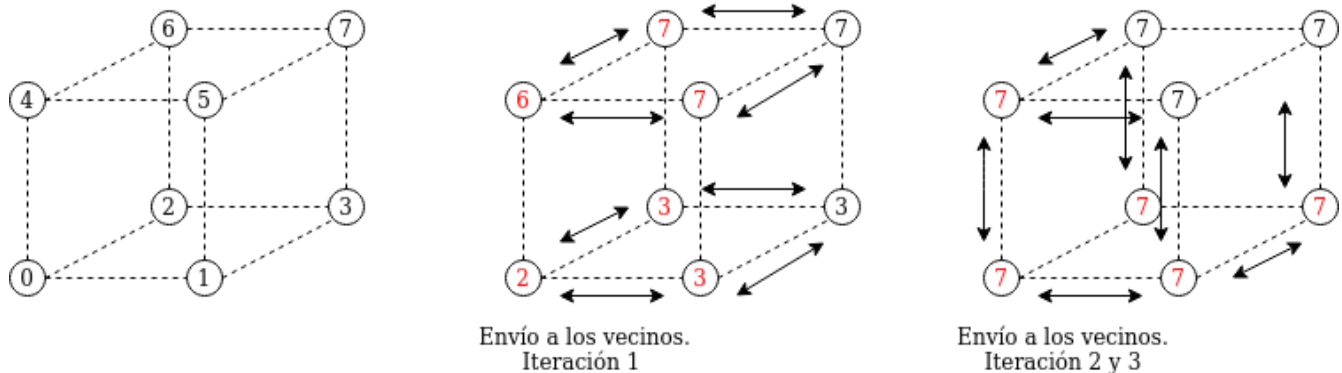 6 7 7 7 7 7
4 5 6 7 7 7
2 3 3 3 7 7
0 1 2 3 7 7
Envío a los vecinos. Envío a los vecinos.
Iteración 1 Iteración 2 y 3